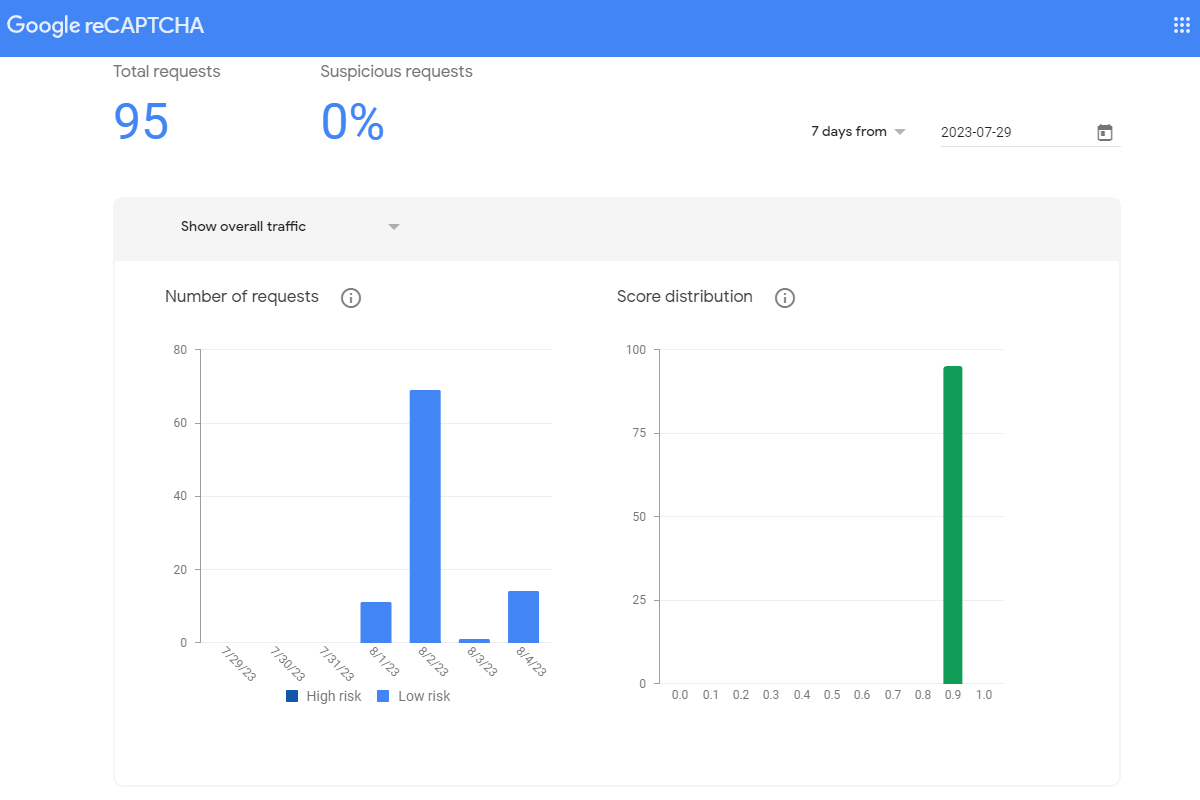 Google reCAPTCHA
Total requests
Suspicious requests
95
0%
7 days from
2023-07-29
Show overall traffic
Number of requests
80
60
40
20
0
7/29/23
7/30/23
7/31/23
8/1/23
8/2/23
8/3/23
8/4/23
High risk
Low risk
Score distribution
100
75
50
25
0
0.0 0.1 0.2 0.3 0.4 0.5 0.6 0.7 0.8 0.9 1.0